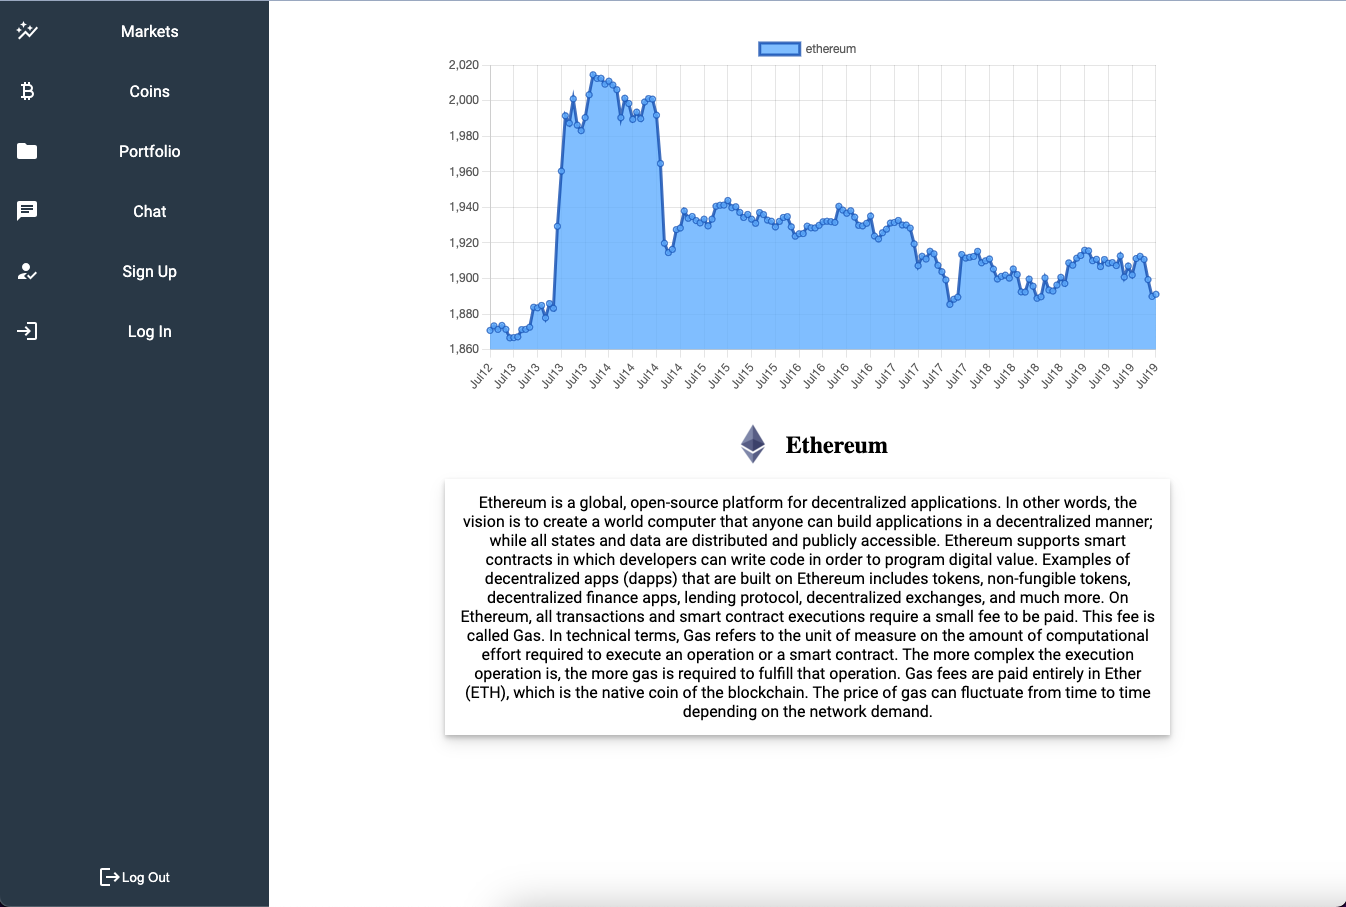 Markets
Coins
Portfolio
Chat
Sign Up
Log In
Log Out
ethereum
2,020
2,000
1,980
1,960
1,940
1,920
1,900
1,880
1,860
Jul12
Jul13
Jul13
Jul13
Jul13
Jul14
Jul14
Jul14
Jul14
Jul15
Jul15
Jul15
Jul15
Jul16
Jul16
Jul16
Jul16
Jul17
Jul17
Jul17
Jul17
Jul18
Jul18
Jul18
Jul18
Jul19
Jul19
Jul19
Jul19
Ethereum
Ethereum is a global, open-source platform for decentralized applications. In other words, the
vision is to create a world computer that anyone can build applications in a decentralized manner;
while all states and data are distributed and publicly accessible. Ethereum supports smart
contracts in which developers can write code in order to program digital value. Examples of
decentralized apps (dapps) that are built on Ethereum includes tokens, non-fungible tokens,
decentralized finance apps, lending protocol, decentralized exchanges, and much more. On
Ethereum, all transactions and smart contract executions require a small fee to be paid. This fee is
called Gas. In technical terms, Gas refers to the unit of measure on the amount of computational
effort required to execute an operation or a smart contract. The more complex the execution
operation is, the more gas is required to fulfill that operation. Gas fees are paid entirely in Ether
(ETH), which is the native coin of the blockchain. The price of gas can fluctuate from time to time
depending on the network demand.